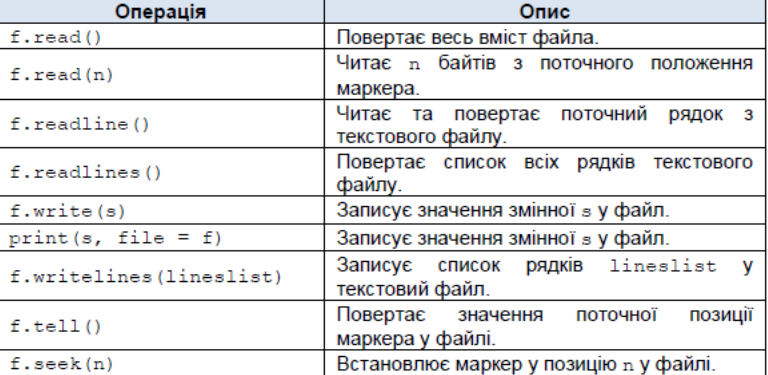 Операція Опис
f.read() Повертає весь вміст файла.
f.read(n) Читає n байтів з поточного положення
маркера.
f.readline() Читає та повертає поточний рядок з
текстового файлу.
f.readlines() Повертає список всіх рядків текстового
файлу.
f.write(s) Записує значення змінної s у файл.
print(s, file = f) Записує значення змінної s у файл.
f.writelines(lineslist) Записує список рядків lineslist у
текстовий файл.
f.tell() Повертає значення поточної позиції
маркера у файлі.
f.seek(n) Встановлює маркер у позицію n у файлі.